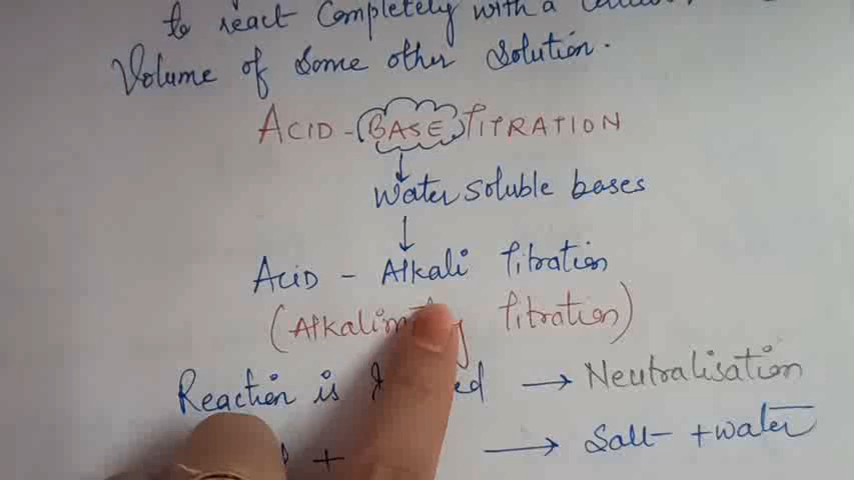 to react completely with a
Volume of some other solution.
ACID - BASE TITRATION
Water soluble bases
Acid - Alkali titration
(Alkalim titration)
Reaction is → Neutralisation
+ → Salt + water